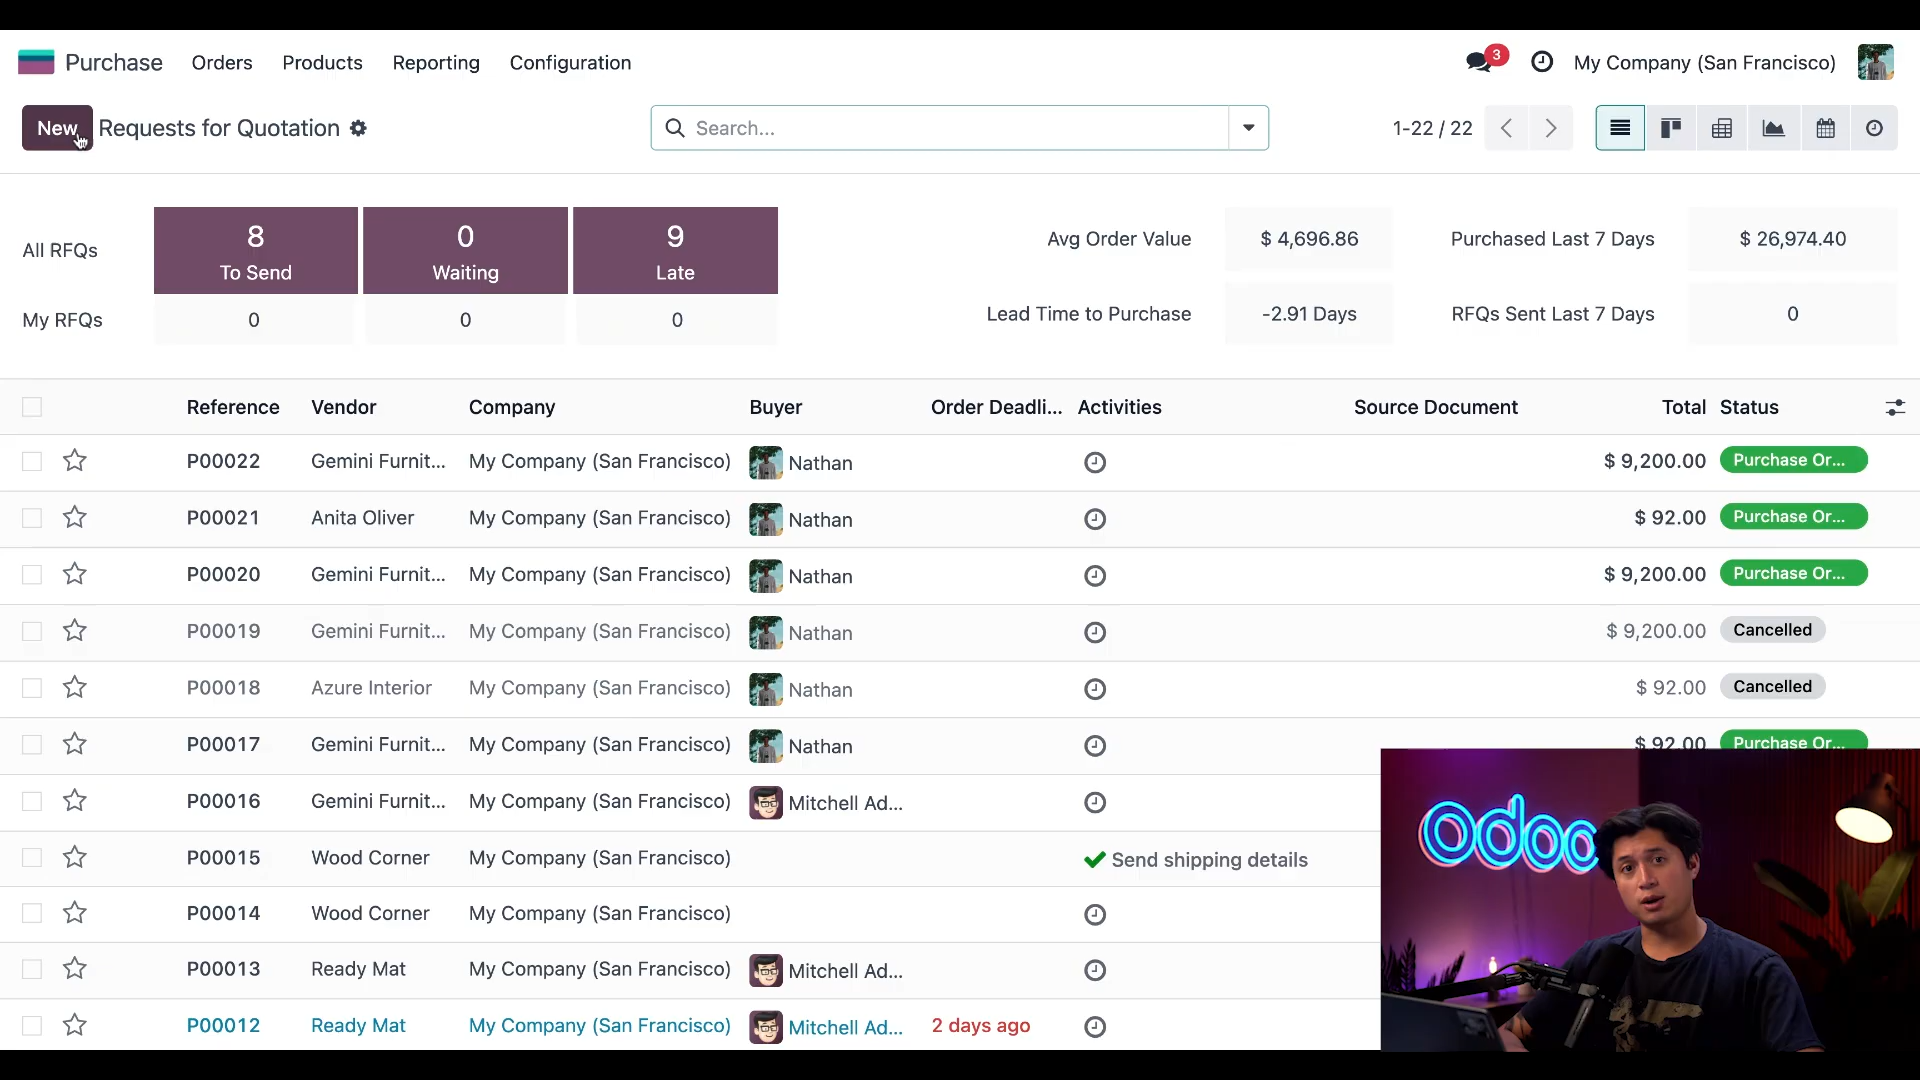 Purchase Orders Products Reporting Configuration 3 My Company (San Francisco)
New Requests for Quotation Search... 1-22 / 22
All RFQs 8 To Send 0 Waiting 9 Late
My RFQs 0 0 0
Avg Order Value $ 4,696.86 Purchased Last 7 Days $ 26,974.40
Lead Time to Purchase -2.91 Days RFQs Sent Last 7 Days 0
Reference Vendor Company Buyer Order Deadli... Activities Source Document Total Status
P00022 Gemini Furnit... My Company (San Francisco) Nathan $ 9,200.00 Purchase Or...
P00021 Anita Oliver My Company (San Francisco) Nathan $ 92.00 Purchase Or...
P00020 Gemini Furnit... My Company (San Francisco) Nathan $ 9,200.00 Purchase Or...
P00019 Gemini Furnit... My Company (San Francisco) Nathan $ 9,200.00 Cancelled
P00018 Azure Interior My Company (San Francisco) Nathan $ 92.00 Cancelled
P00017 Gemini Furnit... My Company (San Francisco) Nathan $ 92.00 Purchase Or...
P00016 Gemini Furnit... My Company (San Francisco) Mitchell Ad...
P00015 Wood Corner My Company (San Francisco) Send shipping details
P00014 Wood Corner My Company (San Francisco)
P00013 Ready Mat My Company (San Francisco) Mitchell Ad...
P00012 Ready Mat My Company (San Francisco) Mitchell Ad... 2 days ago
odoo